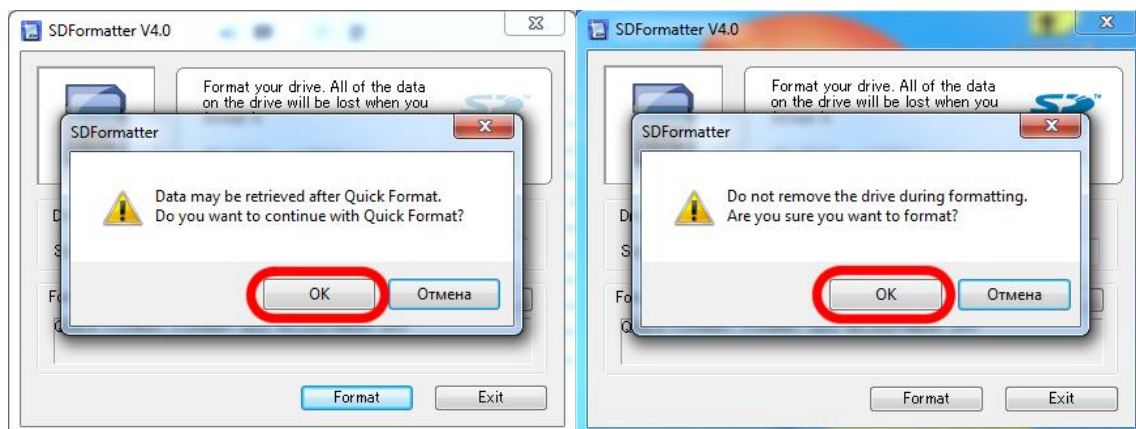 SDFormatter V4.0
Format your drive. All of the data
on the drive will be lost when you
SDFormatter
Data may be retrieved after Quick Format.
Do you want to continue with Quick Format?
OK
Отмена
Format
Exit
SDFormatter V4.0
Format your drive. All of the data
on the drive will be lost when you
SD
SDFormatter
Do not remove the drive during formatting.
Are you sure you want to format?
OK
Отмена
Format
Exit